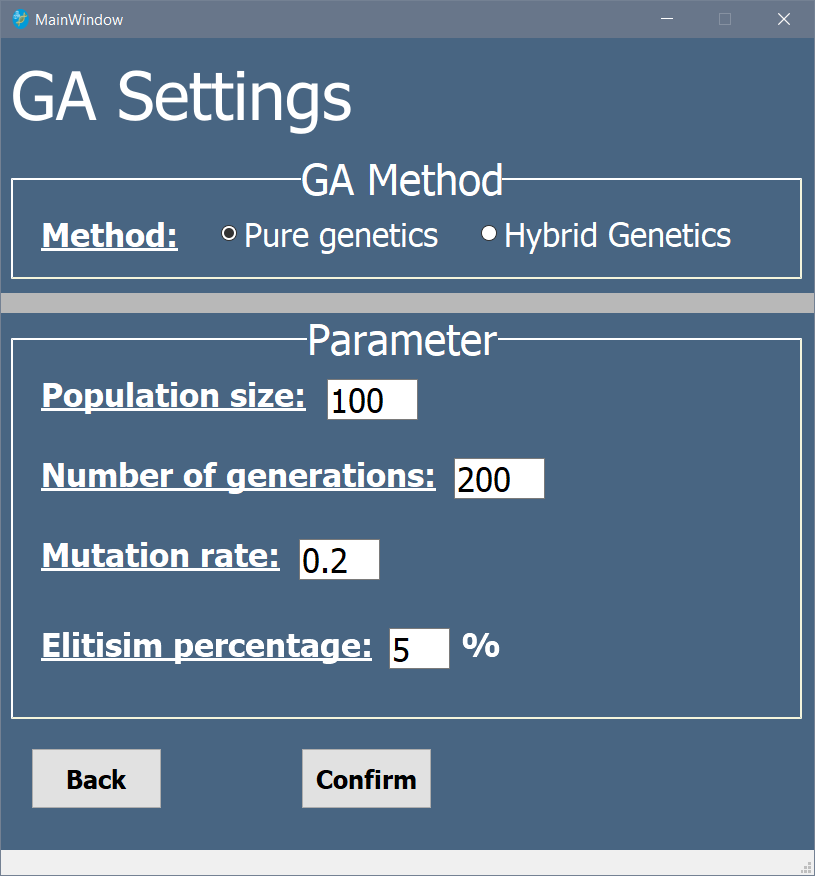 MainWindow
GA Settings
GA Method
Method: Pure genetics Hybrid Genetics
Parameter
Population size: 100
Number of generations: 200
Mutation rate: 0.2
Elitisim percentage: 5 %
Back Confirm